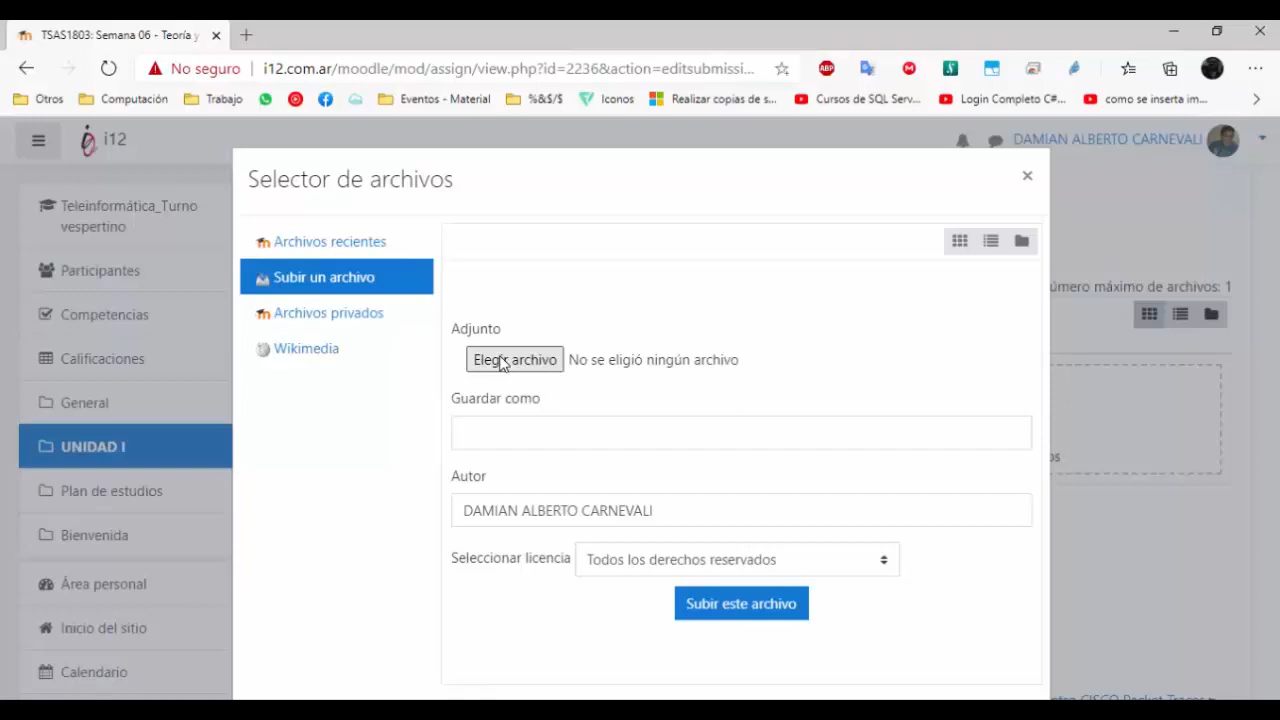 TSAS1803: Semana 06 - Teoría y
No seguro
i12.com.ar/moodle/mod/assign/view.php?id=2236&action=editsubmissi...
ABP
Otros
Computación
Trabajo
Eventos - Material
%&$/$
Iconos
Realizar copias de s...
Cursos de SQL Serv...
Login Completo C#...
como se inserta im...
i12
DAMIAN ALBERTO CARNEVALI
Selector de archivos
Teleinformática_Turno
vespertino
Participantes
Competencias
Calificaciones
General
UNIDAD I
Plan de estudios
Bienvenida
Área personal
Inicio del sitio
Calendario
Archivos recientes
Subir un archivo
Archivos privados
Wikimedia
Adjunto
Elegir archivo
No se eligió ningún archivo
Guardar como
Autor
DAMIAN ALBERTO CARNEVALI
Seleccionar licencia
Todos los derechos reservados
Subir este archivo
úmero máximo de archivos: 1
os
CISCO Packet Tracer